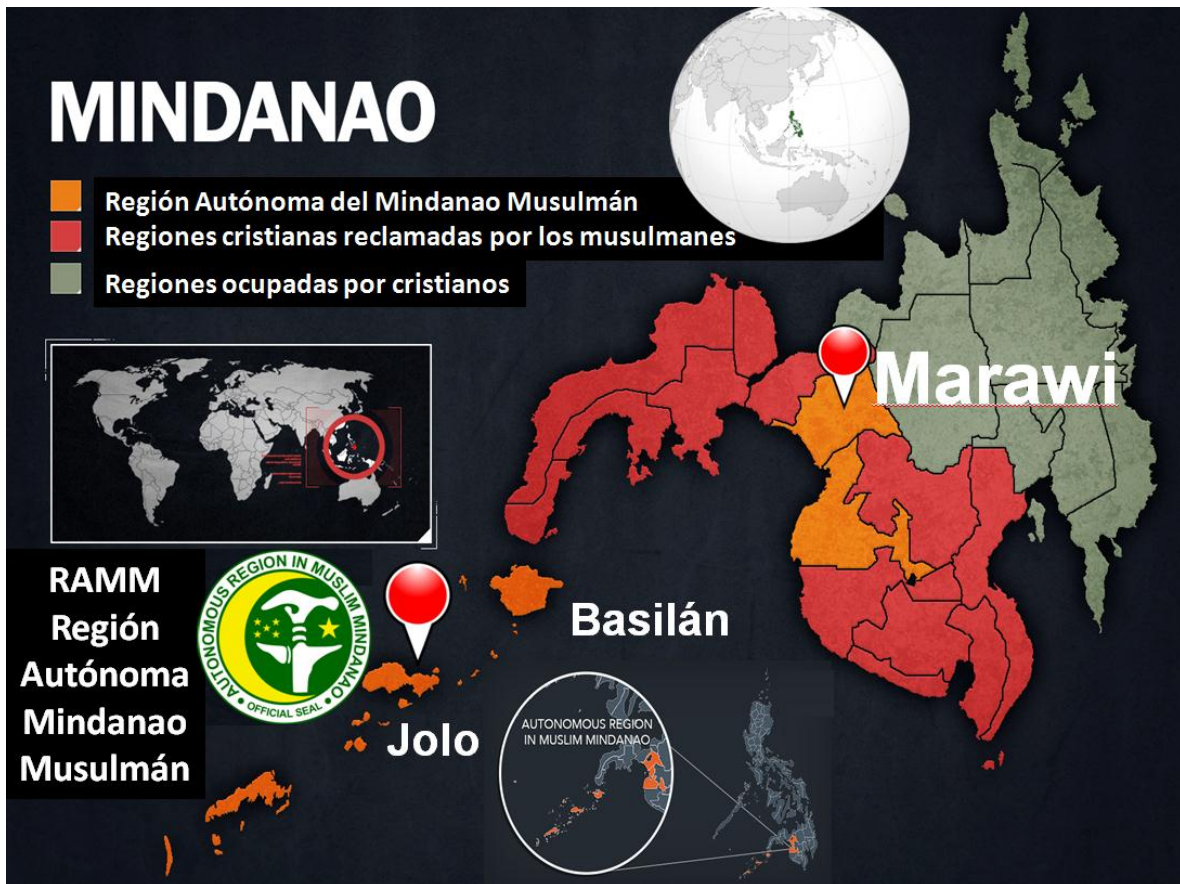 MINDANAO
Región Autónoma del Mindanao Musulmán
Regiones cristianas reclamadas por los musulmanes
Regiones ocupadas por cristianos
Marawi
RAMM
Región
Autónoma
Mindanao
Musulmán
AUTONOMOUS REGION IN MUSLIM MINDANAO
OFFICIAL SEAL
Basilán
Jolo
AUTONOMOUS REGION
IN MUSLIM MINDANAO